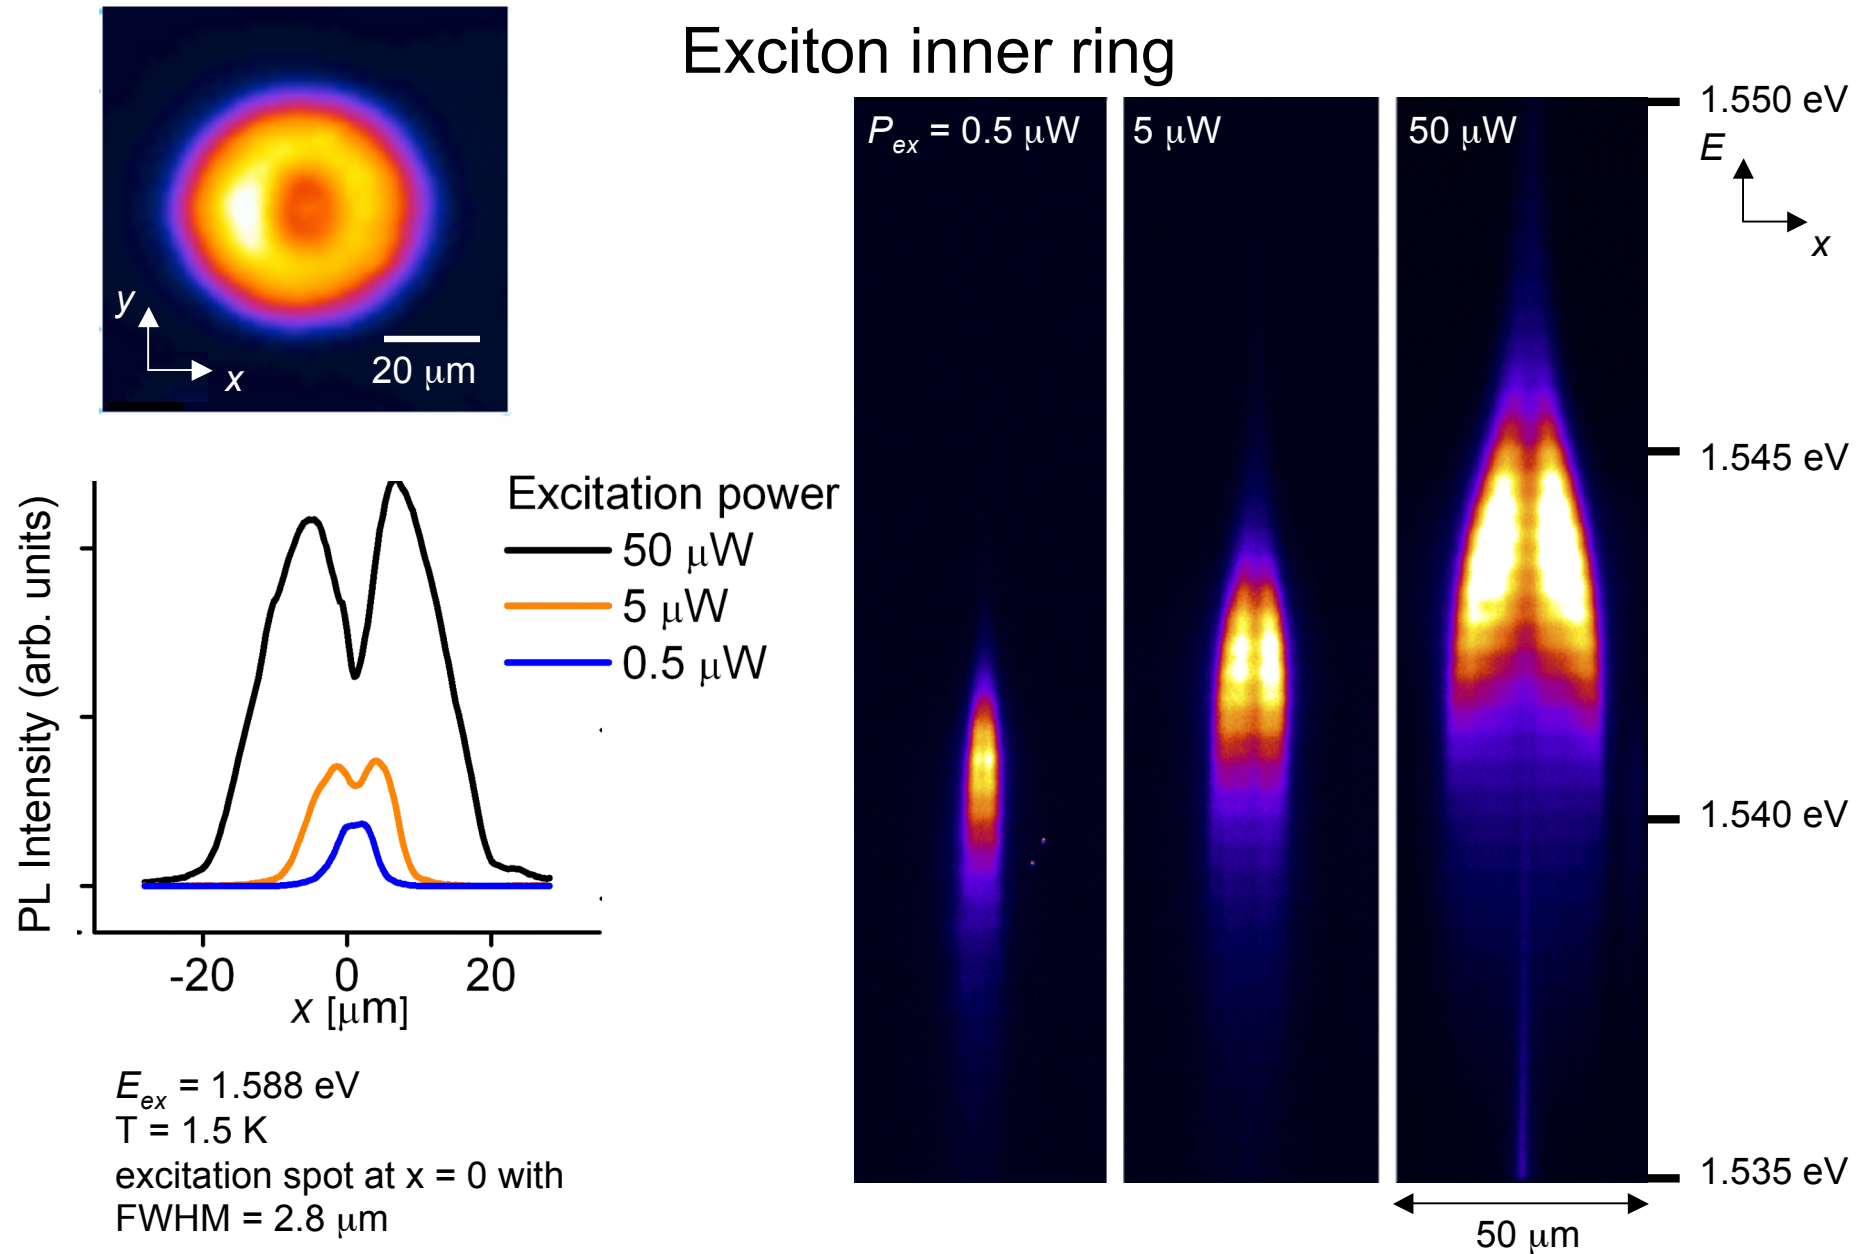 Exciton inner ring
y
x
20 μm
PL Intensity (arb. units)
Excitation power
50 μW
5 μW
0.5 μW
-20
0
20
x [μm]
E_ex = 1.588 eV
T = 1.5 K
excitation spot at x = 0 with
FWHM = 2.8 μm
P_ex = 0.5 μW
5 μW
50 μW
1.550 eV
E
x
1.545 eV
1.540 eV
1.535 eV
50 μm